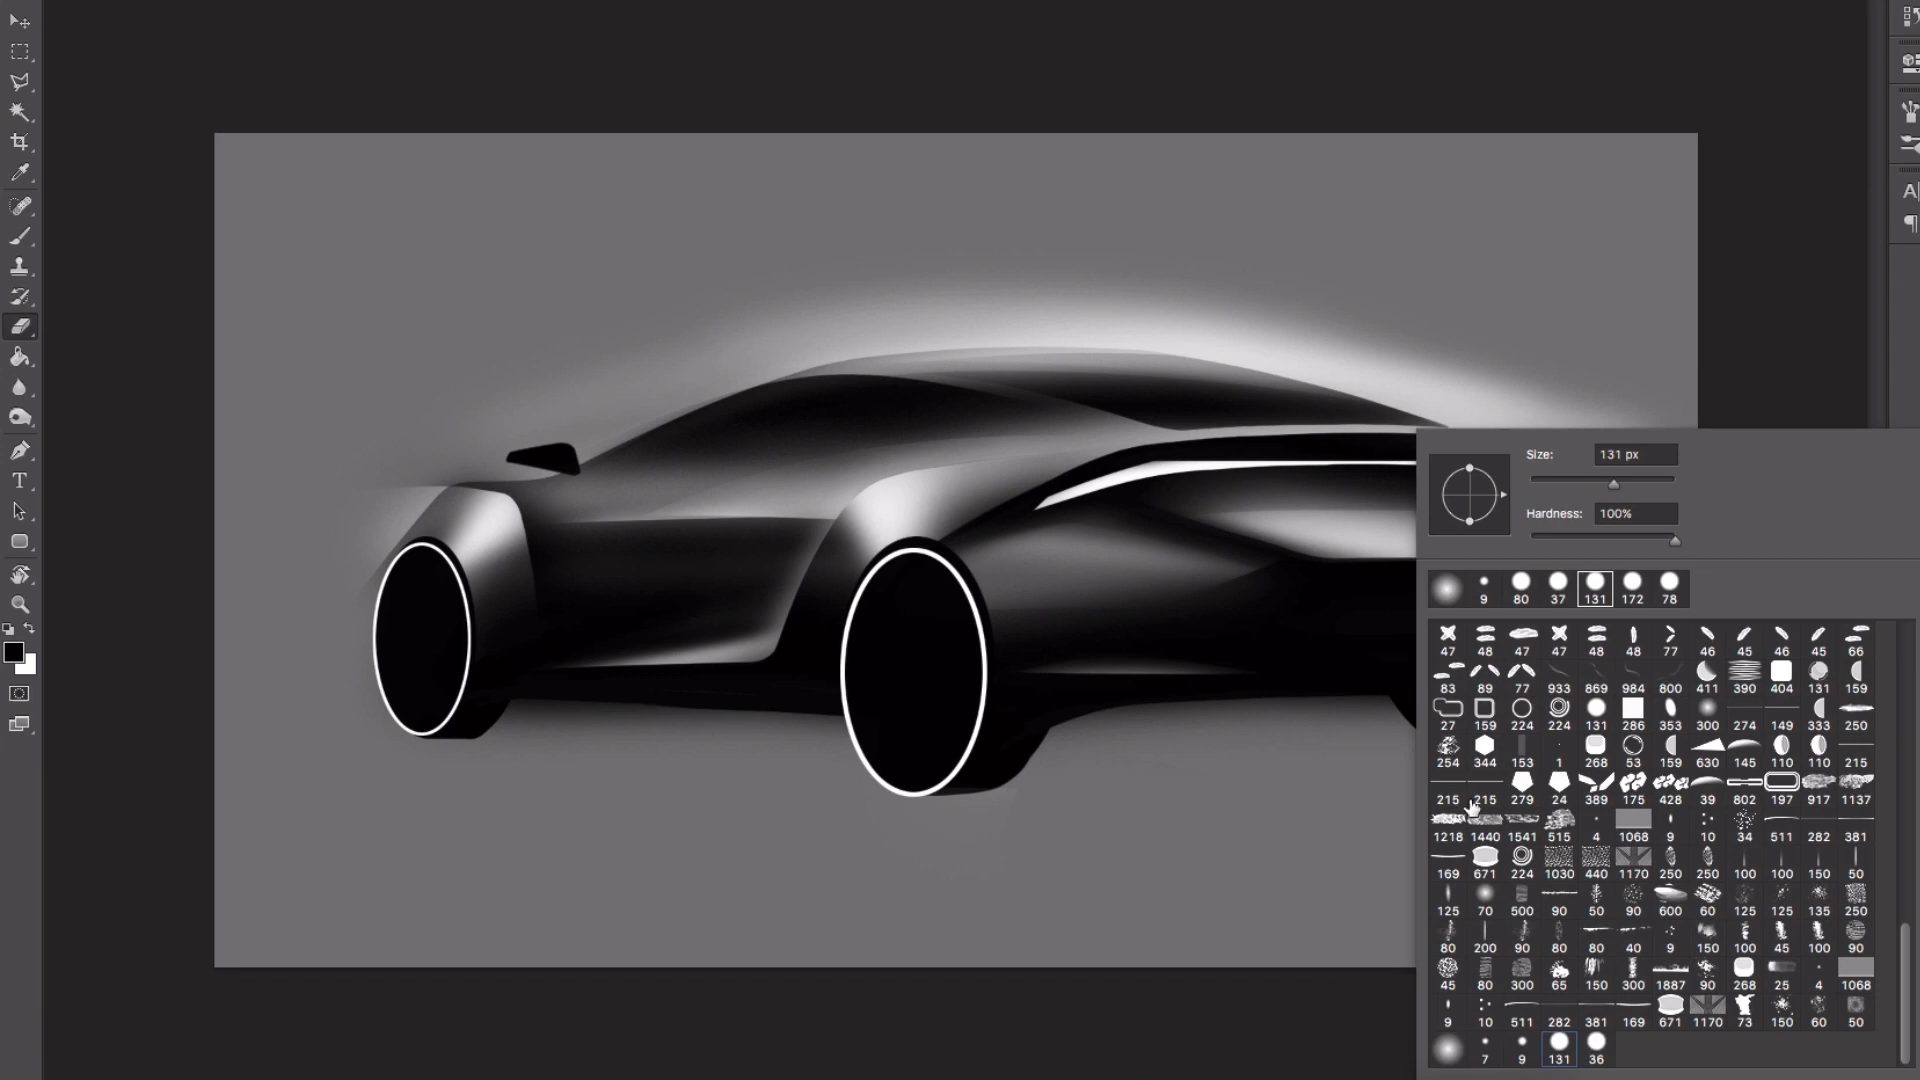 Size: 131 px
Hardness: 100%
9 80 37 131 172 78
47 48 47 47 48 48 77 46 45 46 45 66
83 89 77 933 869 984 800 411 390 404 131 159
27 159 224 224 131 286 353 300 274 149 333 250
254 344 153 1 268 53 159 630 145 110 110 215
215 215 279 24 389 175 428 39 802 197 917 1137
1218 1440 1541 515 4 1068 9 10 34 511 282 381
169 671 224 1030 440 1170 250 250 100 100 150 50
125 70 500 90 50 90 600 60 125 125 135 250
80 200 90 80 80 40 9 150 100 45 100 90
45 80 300 65 150 300 1887 90 268 25 4 1068
9 10 511 282 381 169 671 1170 73 150 60 50
7 9 131 36